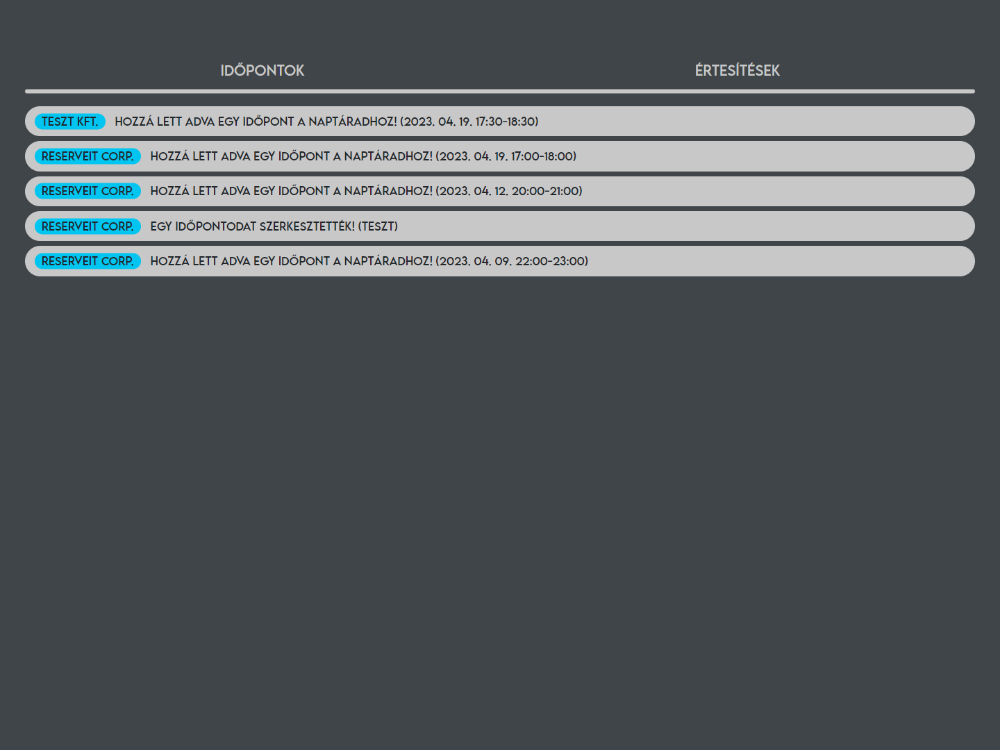 IDŐPONTOK ÉRTESÍTÉSEK
TESZT KFT. HOZZÁ LETT ADVA EGY IDŐPONT A NAPTÁRADHOZ! (2023. 04. 19. 17:30-18:30)
RESERVEIT CORP. HOZZÁ LETT ADVA EGY IDŐPONT A NAPTÁRADHOZ! (2023. 04. 19. 17:00-18:00)
RESERVEIT CORP. HOZZÁ LETT ADVA EGY IDŐPONT A NAPTÁRADHOZ! (2023. 04. 12. 20:00-21:00)
RESERVEIT CORP. EGY IDŐPONTODAT SZERKESZTETTÉK! (TESZT)
RESERVEIT CORP. HOZZÁ LETT ADVA EGY IDŐPONT A NAPTÁRADHOZ! (2023. 04. 09. 22:00-23:00)